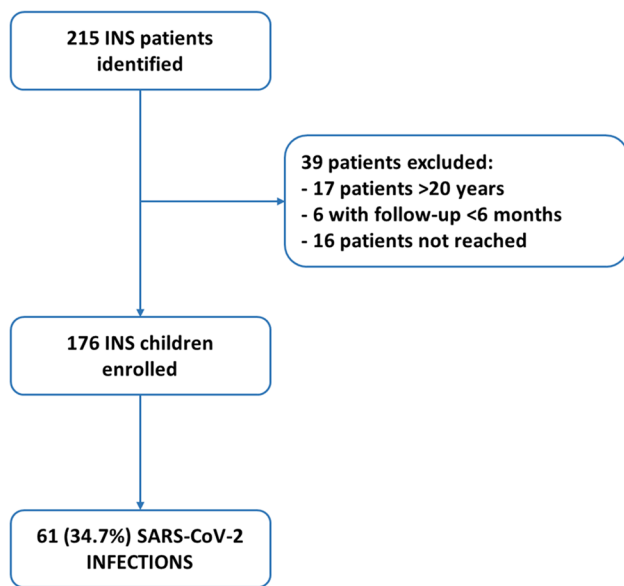 215 INS patients
identified
39 patients excluded:
- 17 patients >20 years
- 6 with follow-up <6 months
- 16 patients not reached
176 INS children
enrolled
61 (34.7%) SARS-CoV-2
INFECTIONS